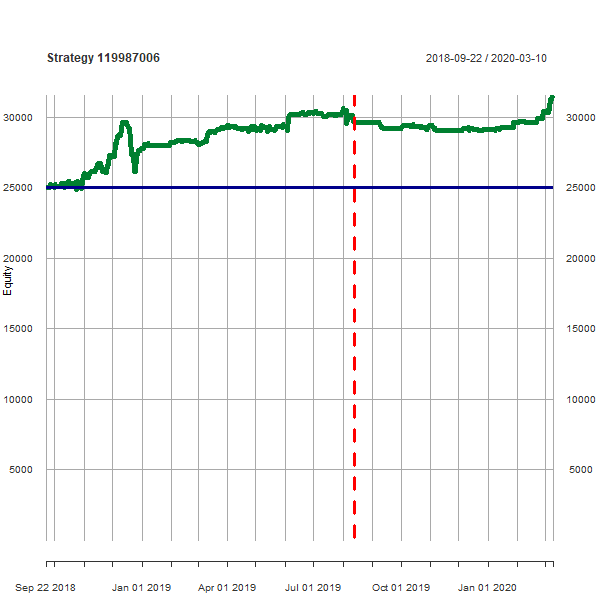 Strategy 119987006
2018-09-22 / 2020-03-10
30000
30000
25000
25000
20000
20000
Equity
15000
15000
10000
10000
5000
5000
Sep 22 2018
Jan 01 2019
Apr 01 2019
Jul 01 2019
Oct 01 2019
Jan 01 2020